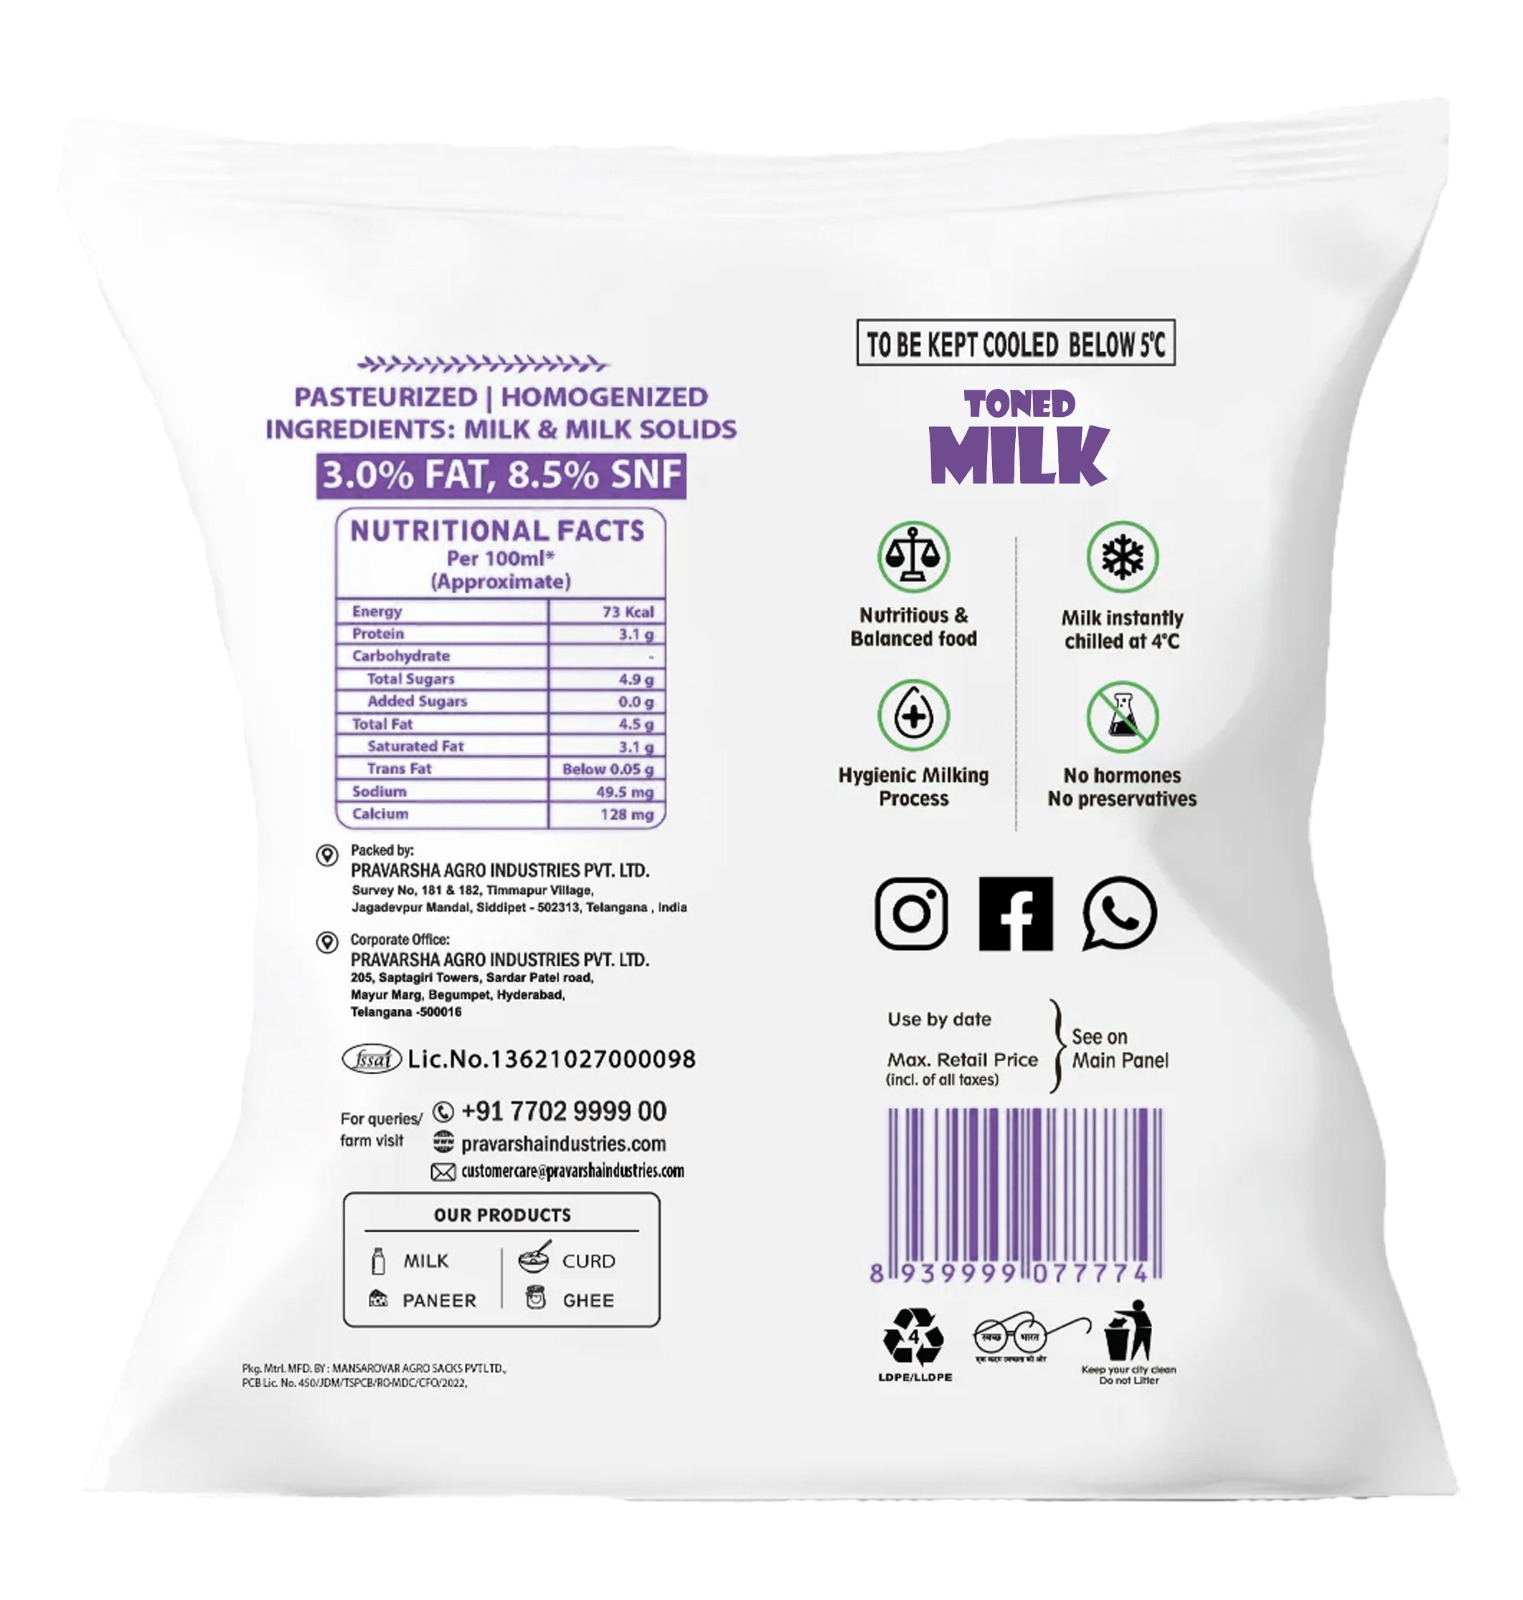 PASTEURIZED | HOMOGENIZED
INGREDIENTS: MILK & MILK SOLIDS
3.0% FAT, 8.5% SNF
NUTRITIONAL FACTS
Per 100ml*
(Approximate)
Energy 73 Kcal
Protein 3.1 g
Carbohydrate -
Total Sugars 4.9 g
Added Sugars 0.0 g
Total Fat 4.5 g
Saturated Fat 3.1 g
Trans Fat Below 0.05 g
Sodium 49.5 mg
Calcium 128 mg
Packed by:
PRAVARSHA AGRO INDUSTRIES PVT. LTD.
Survey No, 181 & 182, Timmapur Village,
Jagadevpur Mandal, Siddipet - 502313, Telangana , India
Corporate Office:
PRAVARSHA AGRO INDUSTRIES PVT. LTD.
205, Saptagiri Towers, Sardar Patel road,
Mayur Marg, Begumpet, Hyderabad,
Telangana -500016
fssai Lic.No.13621027000098
For queries/
farm visit
+91 7702 9999 00
www pravarshaindustries.com
customercare@pravarshaindustries.com
OUR PRODUCTS
MILK CURD
PANEER GHEE
Pkg. Mtrl. MFD. BY : MANSAROVAR AGRO SACKS PVT LTD.,
PCB Lic. No. 450/JDM/TSPCB/RO-MDC/CFO/2022,
TO BE KEPT COOLED BELOW 5°C
TONED
MILK
Nutritious &
Balanced food
Milk instantly
chilled at 4°C
Hygienic Milking
Process
No hormones
No preservatives
Use by date
Max. Retail Price
(incl. of all taxes)
See on
Main Panel
8 939999 077774
4
LDPE/LLDPE
स्वच्छ भारत
एक कदम स्वच्छता की ओर
Keep your city clean
Do not Litter